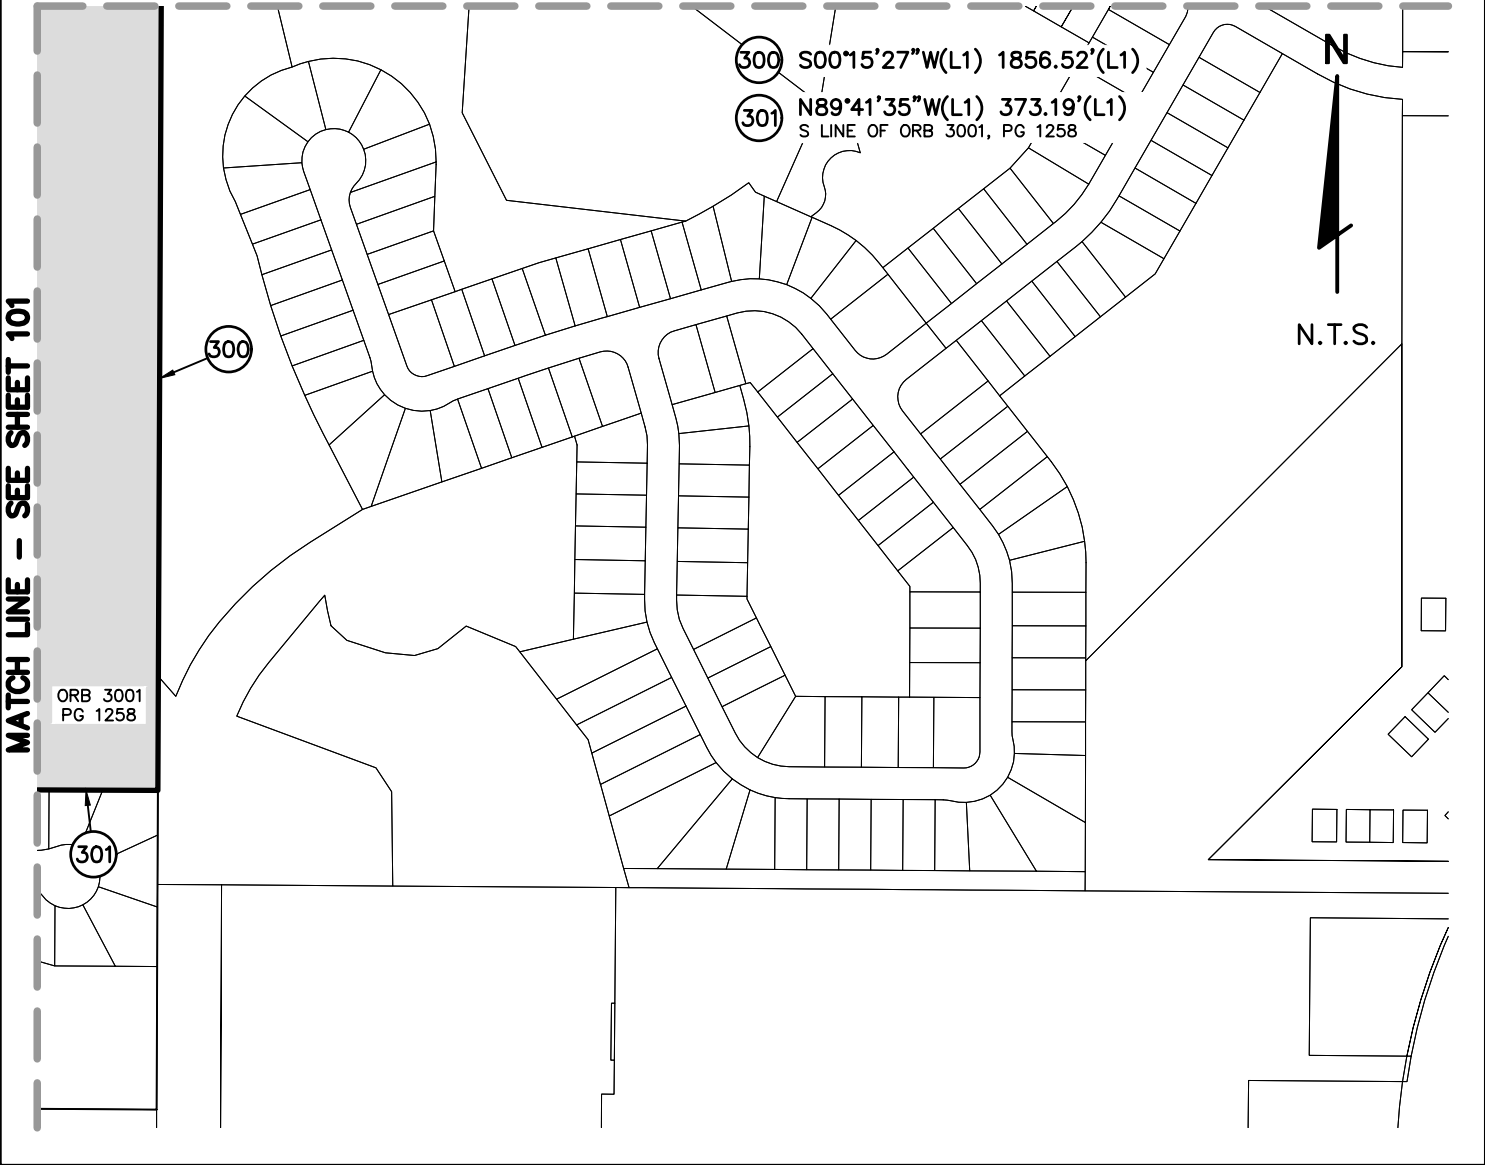 300 S00°15'27"W(L1) 1856.52'(L1)
301 N89°41'35"W(L1) 373.19'(L1)
S LINE OF ORB 3001, PG 1258
N
N.T.S.
MATCH LINE - SEE SHEET 101
300
ORB 3001
PG 1258
301